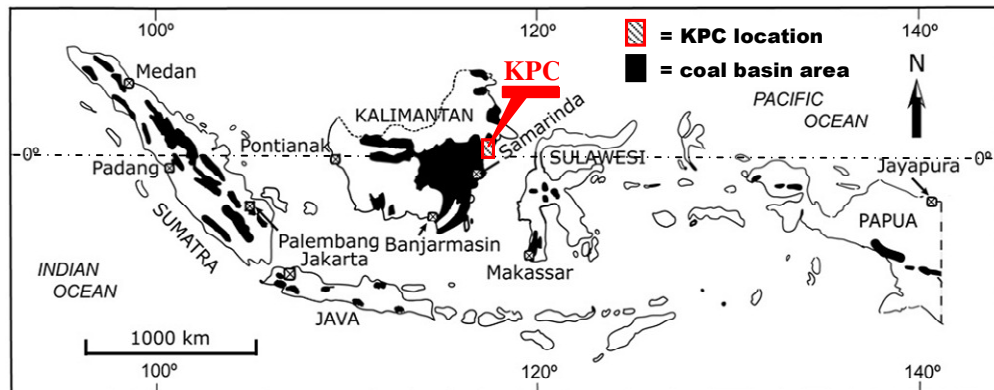 100º
120º
140º
= KPC location
= coal basin area
N
KPC
Medan
KALIMANTAN
PACIFIC
OCEAN
Samarinda
Pontianak
0º
SULAWESI
Padang
Jayapura
SUMATRA
PAPUA
Palembang
Banjarmasin
Jakarta
Makassar
INDIAN
OCEAN
JAVA
1000 km
100º
120º
140º